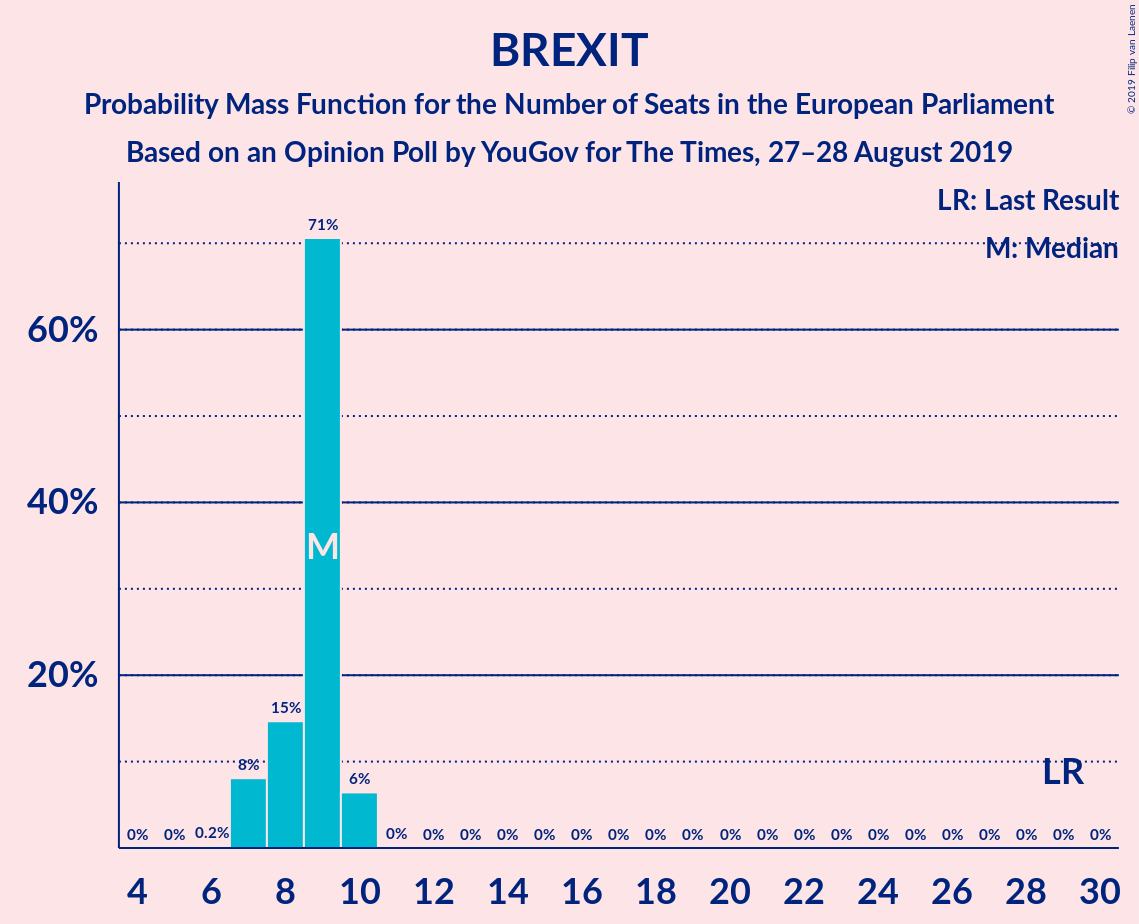 BREXIT
Probability Mass Function for the Number of Seats in the European Parliament
Based on an Opinion Poll by YouGov for The Times, 27–28 August 2019
© 2019 Filip van Laenen
LR: Last Result
M: Median
71%
60%
40%
M
20%
15%
8%
6%
LR
0% 0% 0.2% 0% 0% 0% 0% 0% 0% 0% 0% 0% 0% 0% 0% 0% 0% 0% 0% 0% 0% 0% 0%
4 6 8 10 12 14 16 18 20 22 24 26 28 30